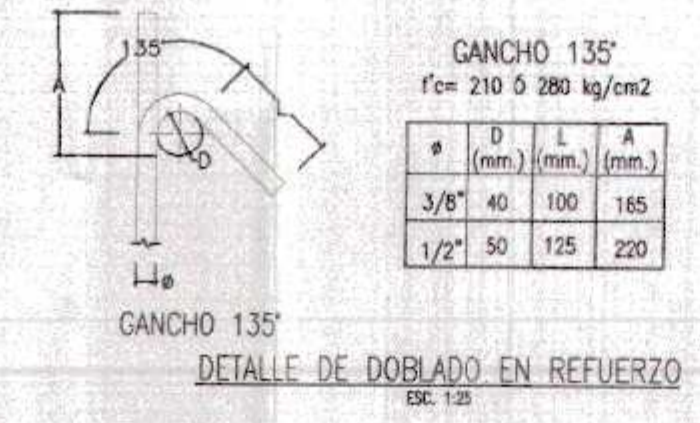 135°
A
D
ø
GANCHO 135°
GANCHO 135°
f'c= 210 ó 280 kg/cm2
ø D (mm.) L (mm.) A (mm.)
3/8" 40 100 165
1/2" 50 125 220
DETALLE DE DOBLADO EN REFUERZO
ESC. 1:25